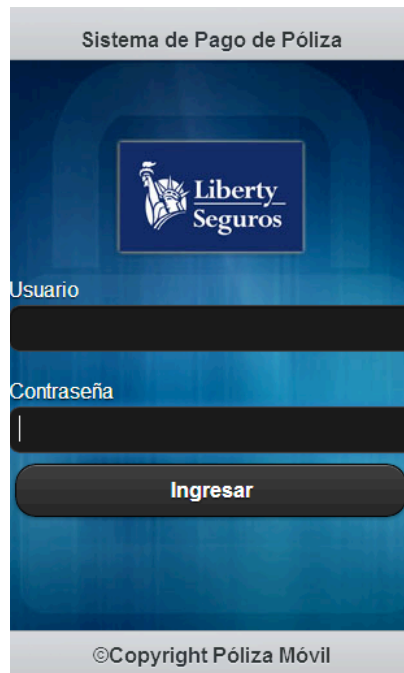 Sistema de Pago de Póliza
Liberty
Seguros
Usuario
Contraseña
Ingresar
©Copyright Póliza Móvil